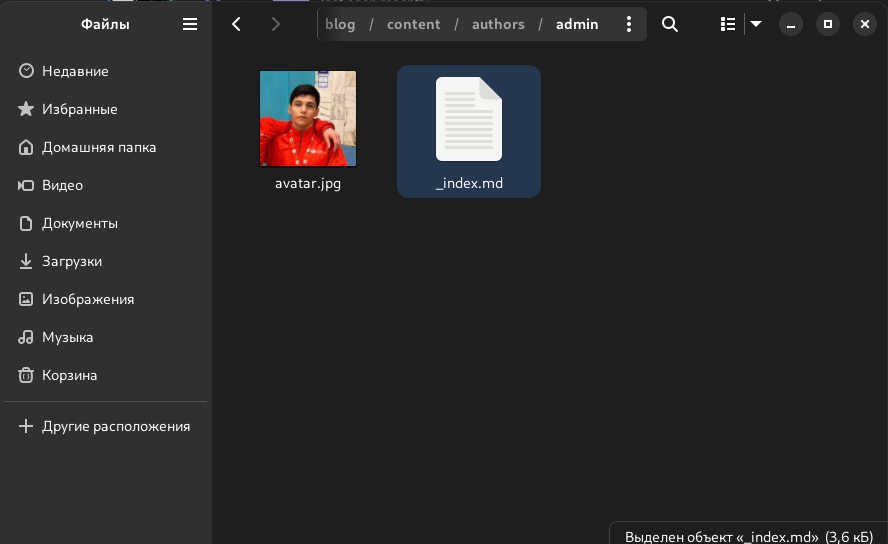 Файлы
blog / content / authors / admin
Недавние
Избранные
Домашняя папка
Видео
Документы
Загрузки
Изображения
Музыка
Корзина
Другие расположения
avatar.jpg
_index.md
Выделен объект «_index.md» (3,6 кБ)